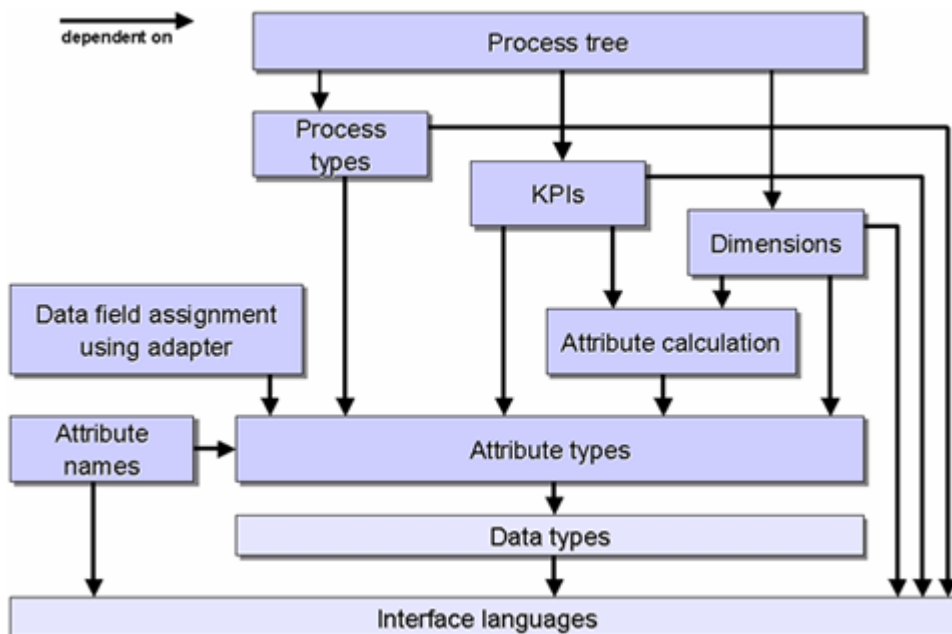 dependent on
Process tree
Process
types
KPIs
Dimensions
Data field assignment
using adapter
Attribute calculation
Attribute
names
Attribute types
Data types
Interface languages